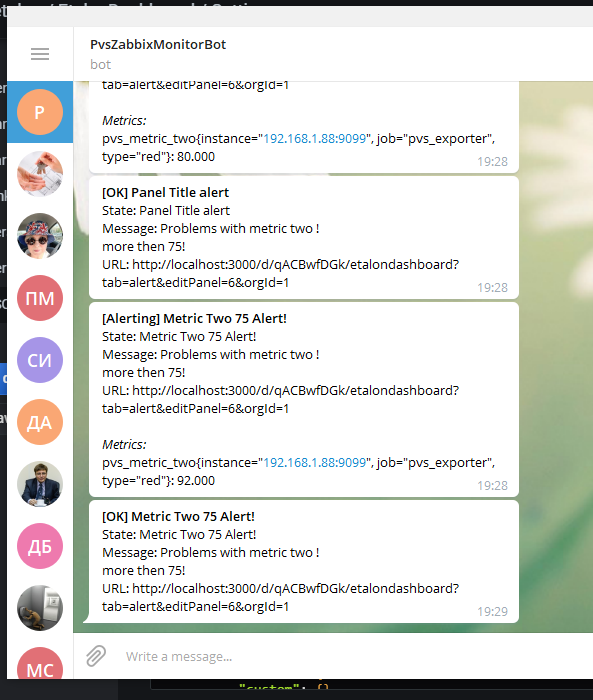 PvsZabbixMonitorBot
bot
tab=alert&editPanel=6&orgId=1
Metrics:
pvs_metric_two{instance="192.168.1.88:9099", job="pvs_exporter",
type="red"}: 80.000
19:28
[OK] Panel Title alert
State: Panel Title alert
Message: Problems with metric two !
more then 75!
URL: http://localhost:3000/d/qACBwfDGk/etalondashboard?
tab=alert&editPanel=6&orgId=1
19:28
[Alerting] Metric Two 75 Alert!
State: Metric Two 75 Alert!
Message: Problems with metric two !
more then 75!
URL: http://localhost:3000/d/qACBwfDGk/etalondashboard?
tab=alert&editPanel=6&orgId=1
Metrics:
pvs_metric_two{instance="192.168.1.88:9099", job="pvs_exporter",
type="red"}: 92.000
19:28
[OK] Metric Two 75 Alert!
State: Metric Two 75 Alert!
Message: Problems with metric two !
more then 75!
URL: http://localhost:3000/d/qACBwfDGk/etalondashboard?
tab=alert&editPanel=6&orgId=1
19:29
Write a message...
P
ПМ
СИ
ДА
ДБ
МС
"custom": {}